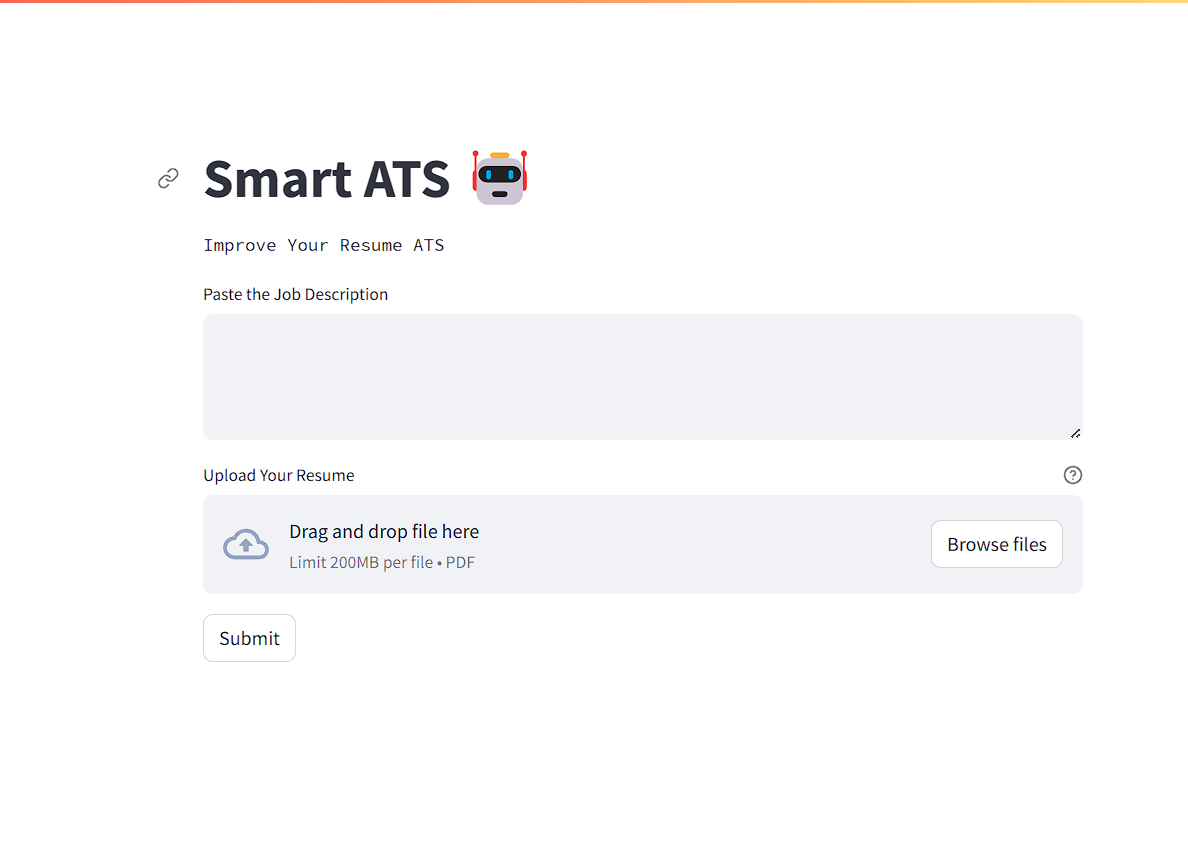 Smart ATS
Improve Your Resume ATS
Paste the Job Description
Upload Your Resume
Drag and drop file here
Limit 200MB per file • PDF
Browse files
Submit